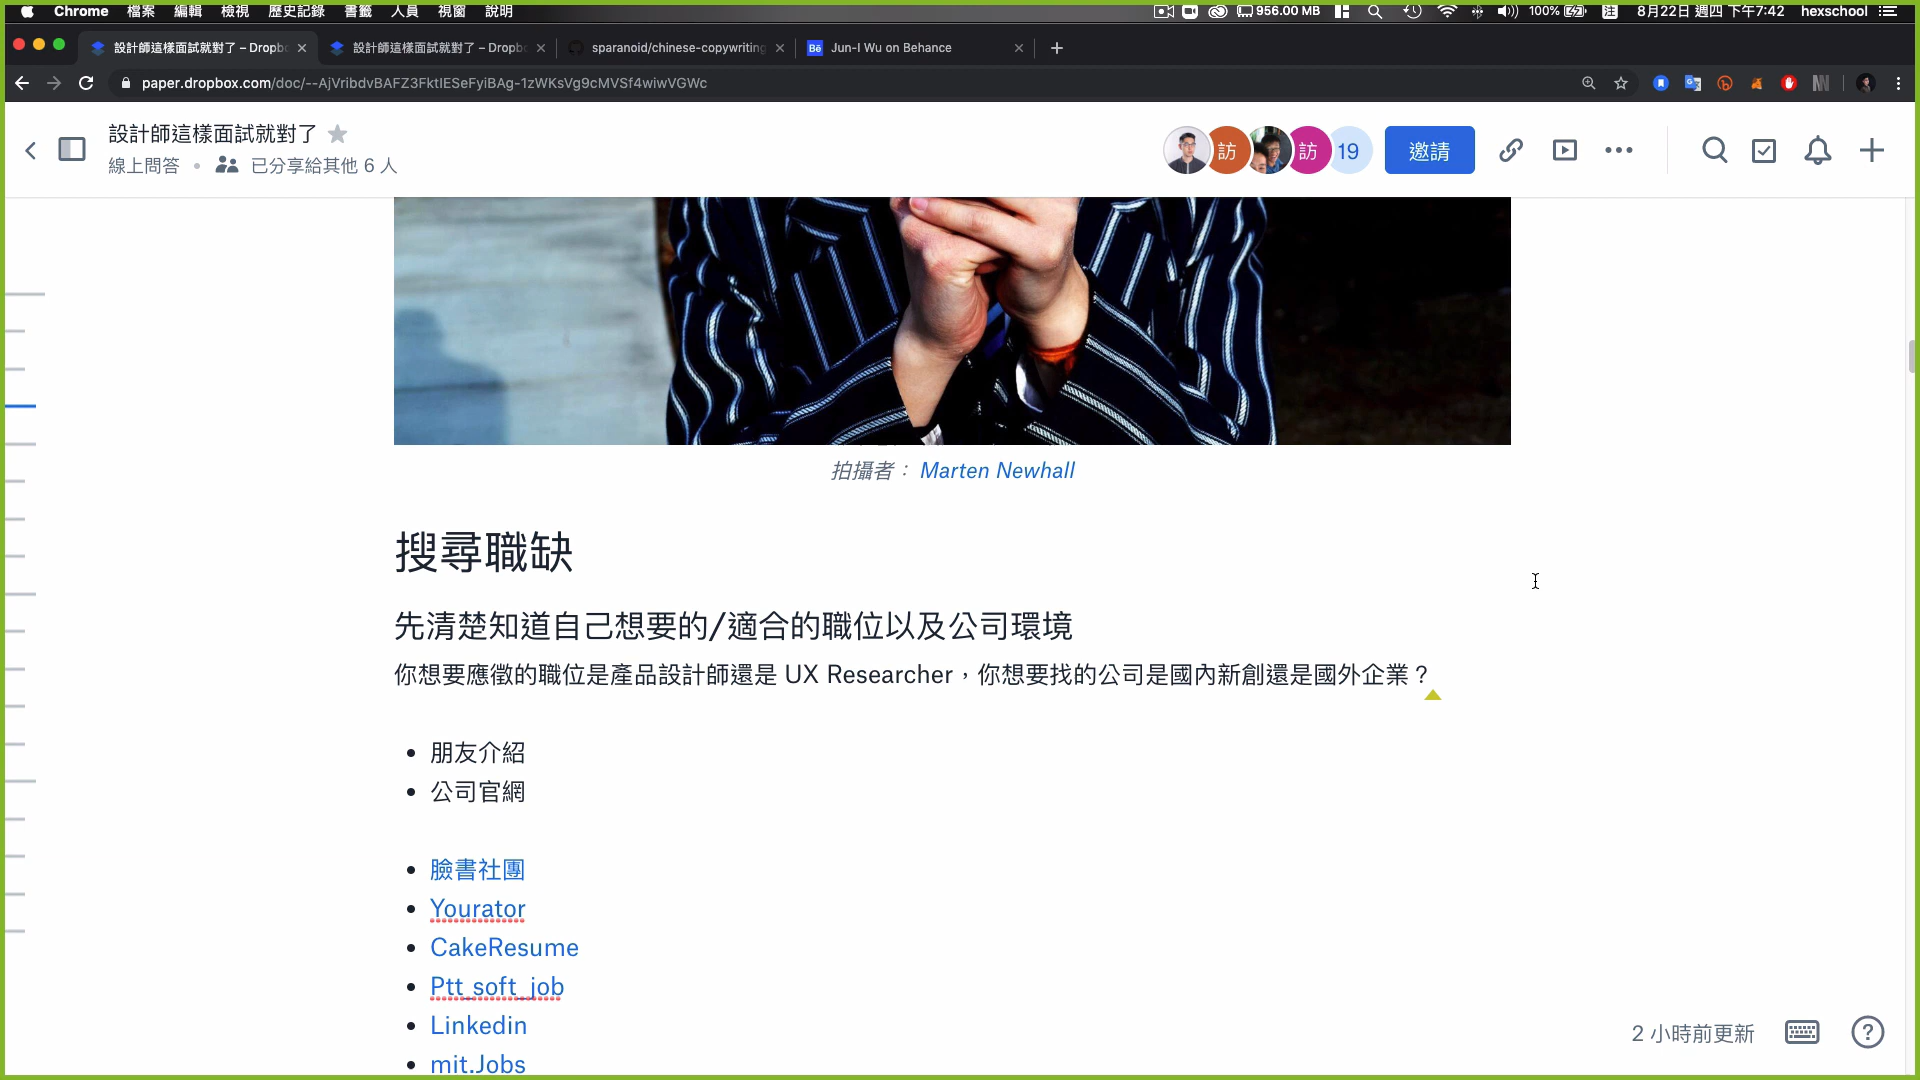 Chrome 檔案 編輯 檢視 歷史記錄 書籤 人員 視窗 說明 956.00 MB 100% 注 8月22日 週四 下午7:42 hexschool
設計師這樣面試就對了 – Dropb 設計師這樣面試就對了 – Dropb sparanoid/chinese-copywriting Bē Jun-I Wu on Behance
paper.dropbox.com/doc/--AjVribdvBAFZ3FktIESeFyiBAg-1zWKsVg9cMVSf4wiwVGWc
設計師這樣面試就對了
線上問答 • 已分享給其他 6 人
訪 訪 19 邀請
拍攝者： Marten Newhall
搜尋職缺
先清楚知道自己想要的/適合的職位以及公司環境
你想要應徵的職位是產品設計師還是 UX Researcher，你想要找的公司是國內新創還是國外企業？
• 朋友介紹
• 公司官網
• 臉書社團
• Yourator
• CakeResume
• Ptt_soft_job
• Linkedin
• mit.Jobs
2 小時前更新